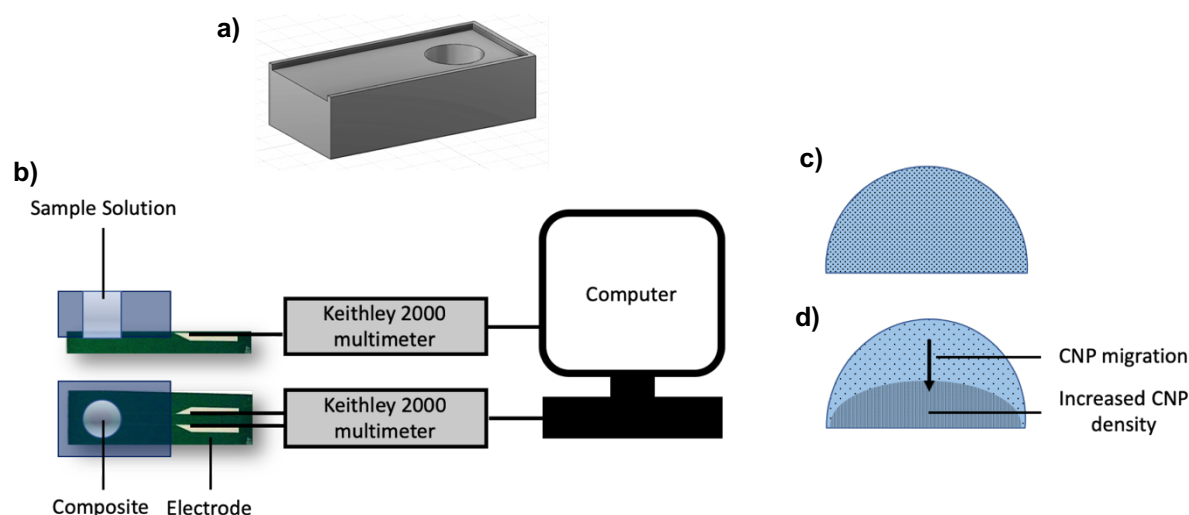 a)
b)
Sample Solution
Keithley 2000
multimeter
Computer
Keithley 2000
multimeter
Composite
Electrode
c)
d)
CNP migration
Increased CNP
density